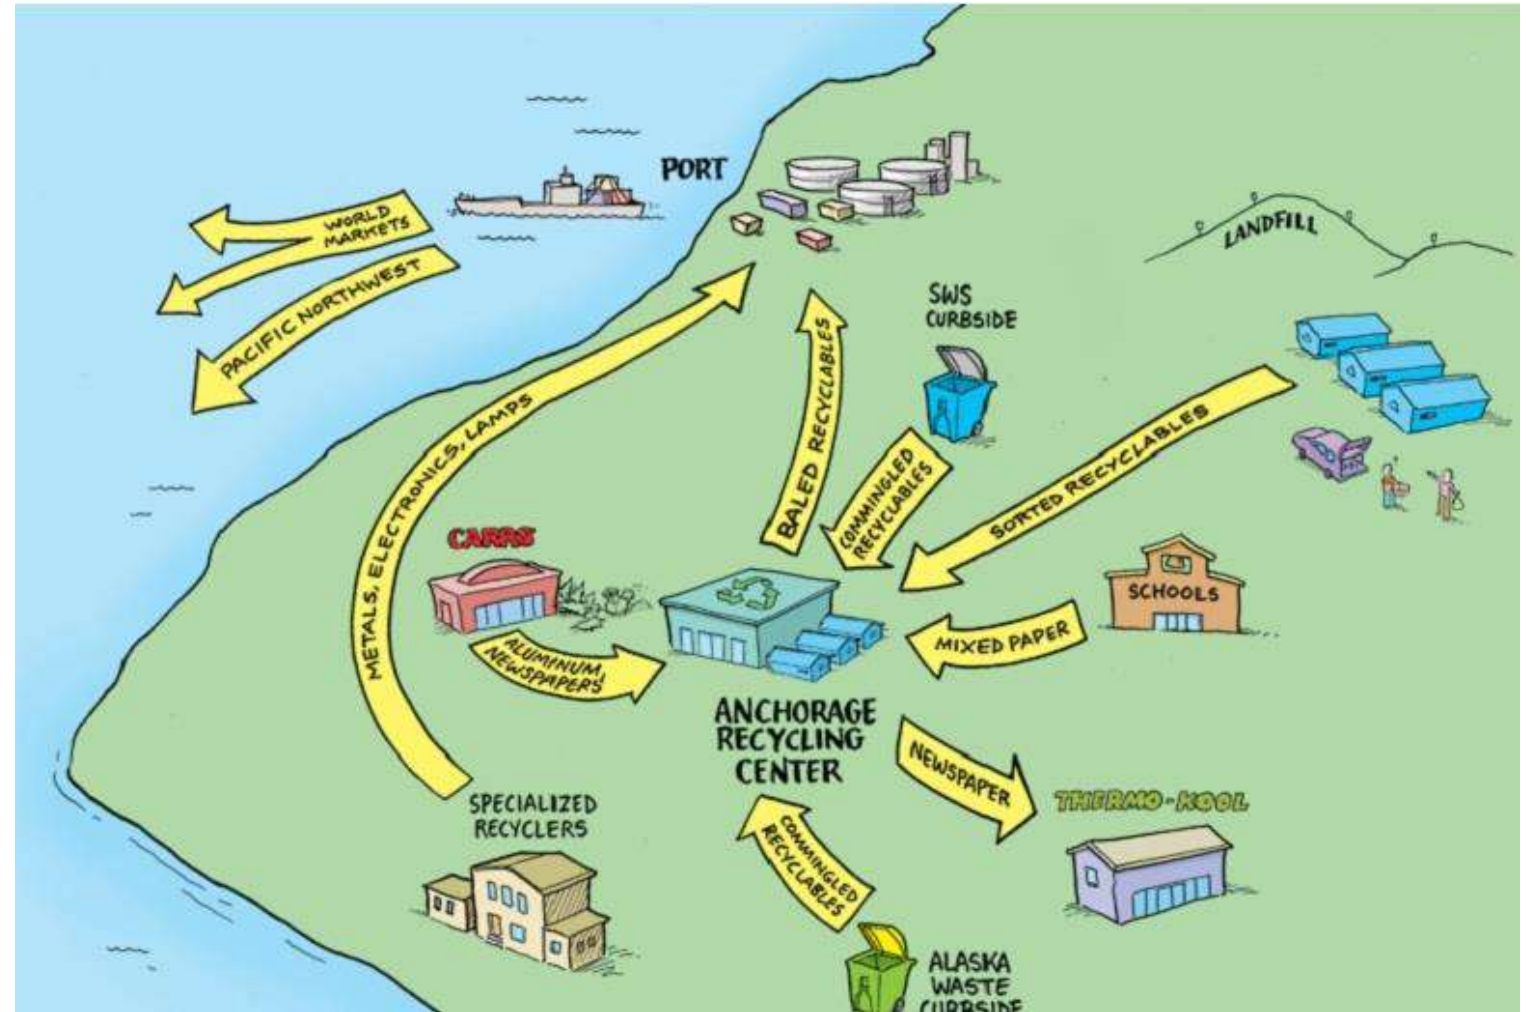 PORT
WORLD
MARKETS
PACIFIC NORTHWEST
LANDFILL
SWS
CURBSIDE
METALS, ELECTRONICS, LAMPS
BALED RECYCLABLES
COMMINGLED
RECYCLABLES
SORTED RECYCLABLES
CARRS
SCHOOLS
ALUMINUM,
NEWSPAPERS
MIXED PAPER
ANCHORAGE
RECYCLING
CENTER
NEWSPAPER
THERMO-KOOL
SPECIALIZED
RECYCLERS
COMMINGLED
RECYCLABLES
ALASKA
WASTE
CURBSIDE